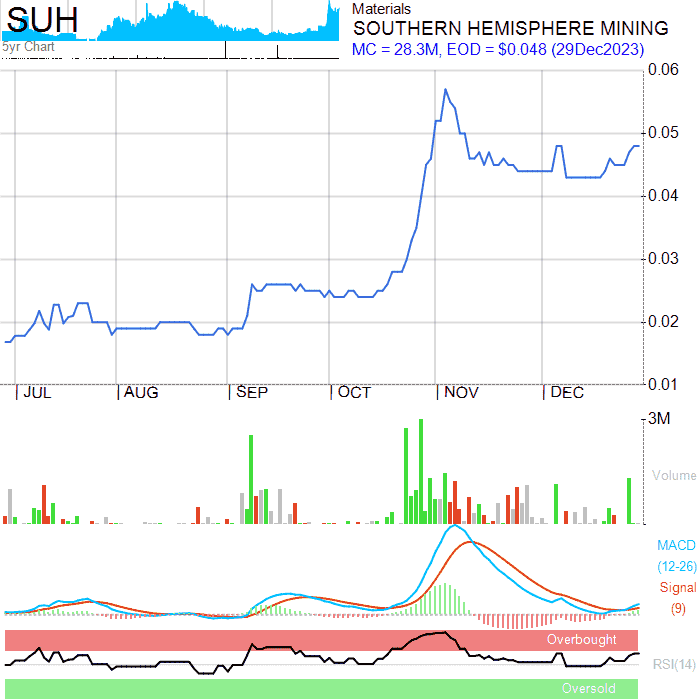 SUH
5yr Chart
Materials
SOUTHERN HEMISPHERE MINING
MC = 28.3M, EOD = $0.048 (29Dec2023)
0.06
0.05
0.04
0.03
0.02
0.01
JUL
AUG
SEP
OCT
NOV
DEC
3M
Volume
MACD
(12-26)
Signal
(9)
Overbought
RSI(14)
Oversold